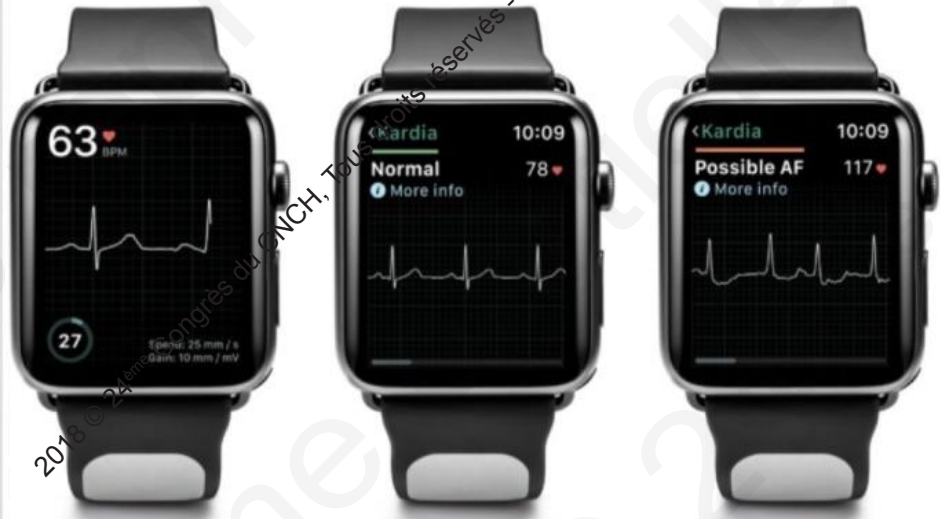 63
BPM
27
Speed: 25 mm / s
Gain: 10 mm / mV
‹Kardia 10:09
Normal 78
i More info
‹Kardia 10:09
Possible AF 117
i More info
2018 © 24ème Congrès du CNCH, Tous droits réservés -